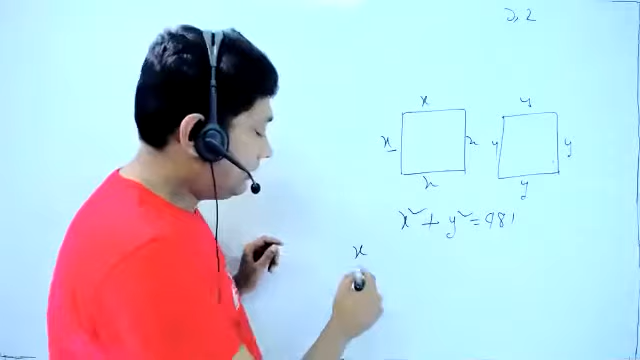 x y
x x y y
x y
x² + y² = 981
x